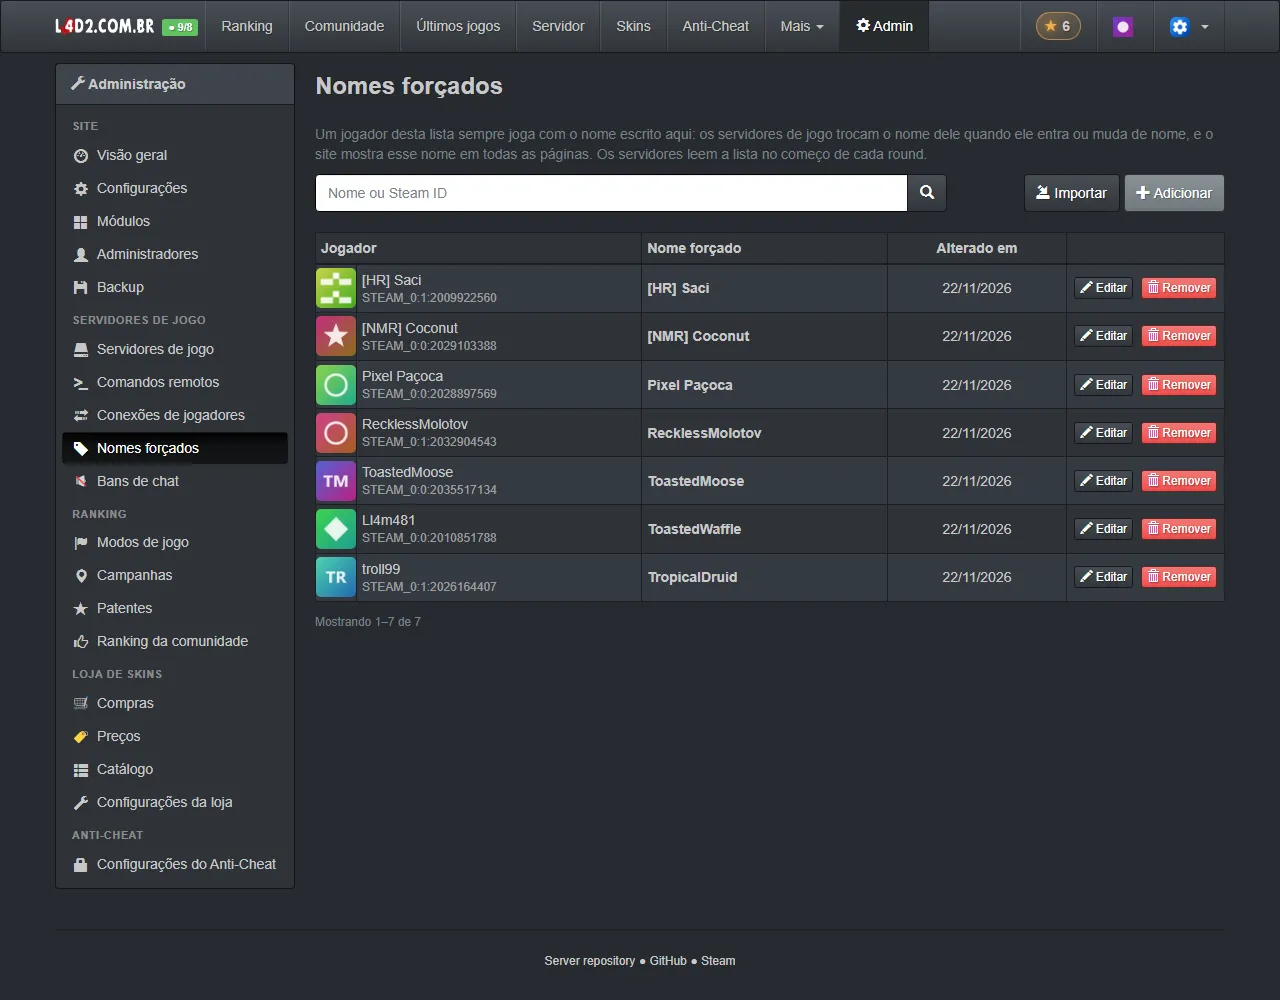 L4D2.COM.BR ● 9/8 Ranking Comunidade Últimos jogos Servidor Skins Anti-Cheat Mais Admin ★ 6
Administração
SITE
Visão geral
Configurações
Módulos
Administradores
Backup
SERVIDORES DE JOGO
Servidores de jogo
Comandos remotos
Conexões de jogadores
Nomes forçados
Bans de chat
RANKING
Modos de jogo
Campanhas
Patentes
Ranking da comunidade
LOJA DE SKINS
Compras
Preços
Catálogo
Configurações da loja
ANTI-CHEAT
Configurações do Anti-Cheat
Nomes forçados
Um jogador desta lista sempre joga com o nome escrito aqui: os servidores de jogo trocam o nome dele quando ele entra ou muda de nome, e o
site mostra esse nome em todas as páginas. Os servidores leem a lista no começo de cada round.
Nome ou Steam ID Importar Adicionar
Jogador Nome forçado Alterado em
[HR] Saci
STEAM_0:1:2009922560
[HR] Saci 22/11/2026 Editar Remover
[NMR] Coconut
STEAM_0:0:2029103388
[NMR] Coconut 22/11/2026 Editar Remover
Pixel Paçoca
STEAM_0:0:2028897569
Pixel Paçoca 22/11/2026 Editar Remover
RecklessMolotov
STEAM_0:1:2032904543
RecklessMolotov 22/11/2026 Editar Remover
TM ToastedMoose
STEAM_0:0:2035517134
ToastedMoose 22/11/2026 Editar Remover
Ll4m481
STEAM_0:0:2010851788
ToastedWaffle 22/11/2026 Editar Remover
TR troll99
STEAM_0:1:2026164407
TropicalDruid 22/11/2026 Editar Remover
Mostrando 1–7 de 7
Server repository ● GitHub ● Steam